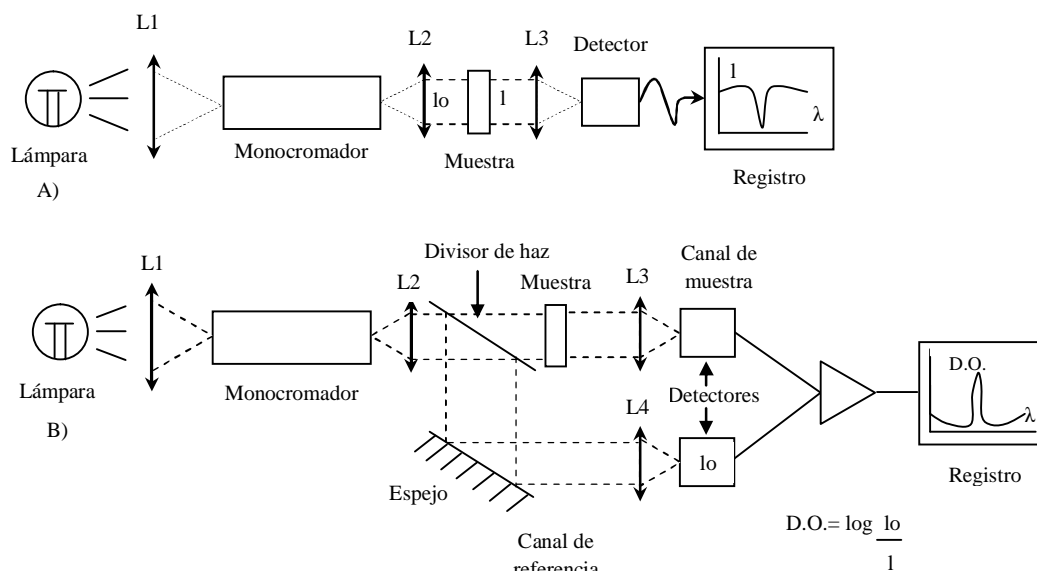 L1
L2
L3
Detector
lo
l
l
λ
Lámpara
Monocromador
Muestra
Registro
A)
Divisor de haz
Canal de
muestra
L1
L2
Muestra
L3
D.O.
λ
Lámpara
Monocromador
L4
Detectores
B)
lo
Registro
Espejo
D.O.= log lo
l
Canal de
referencia